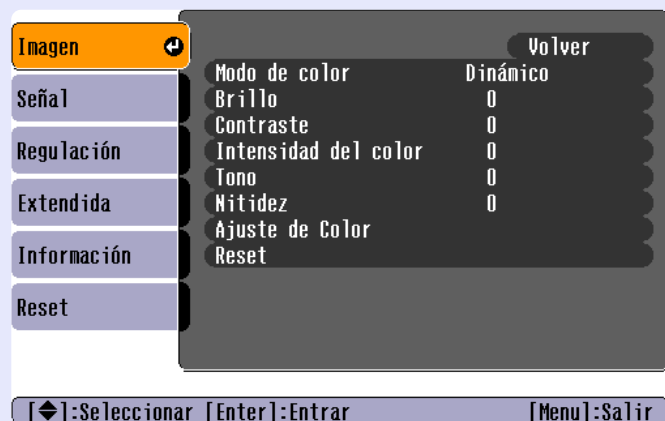 Imagen
Señal
Regulación
Extendida
Información
Reset
Volver
Modo de color Dinámico
Brillo 0
Contraste 0
Intensidad del color 0
Tono 0
Nitidez 0
Ajuste de Color
Reset
[◆]:Seleccionar [Enter]:Entrar [Menu]:Salir